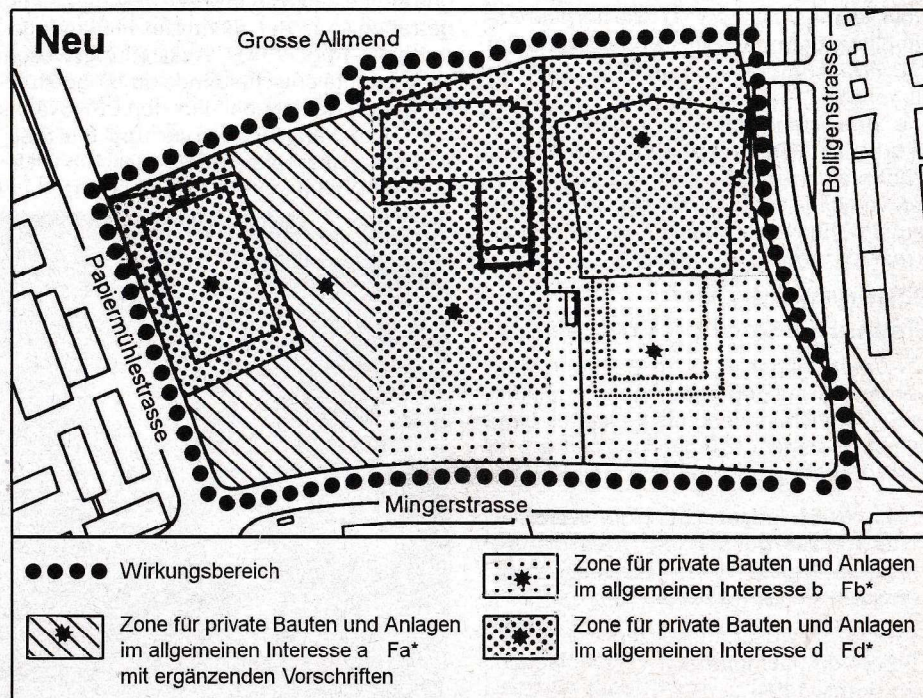 Neu
Grosse Allmend
Bolligenstrasse
Papiermühlestrasse
Mingerstrasse
Wirkungsbereich
Zone für private Bauten und Anlagen
im allgemeinen Interesse a Fa*
mit ergänzenden Vorschriften
Zone für private Bauten und Anlagen
im allgemeinen Interesse b Fb*
Zone für private Bauten und Anlagen
im allgemeinen Interesse d Fd*